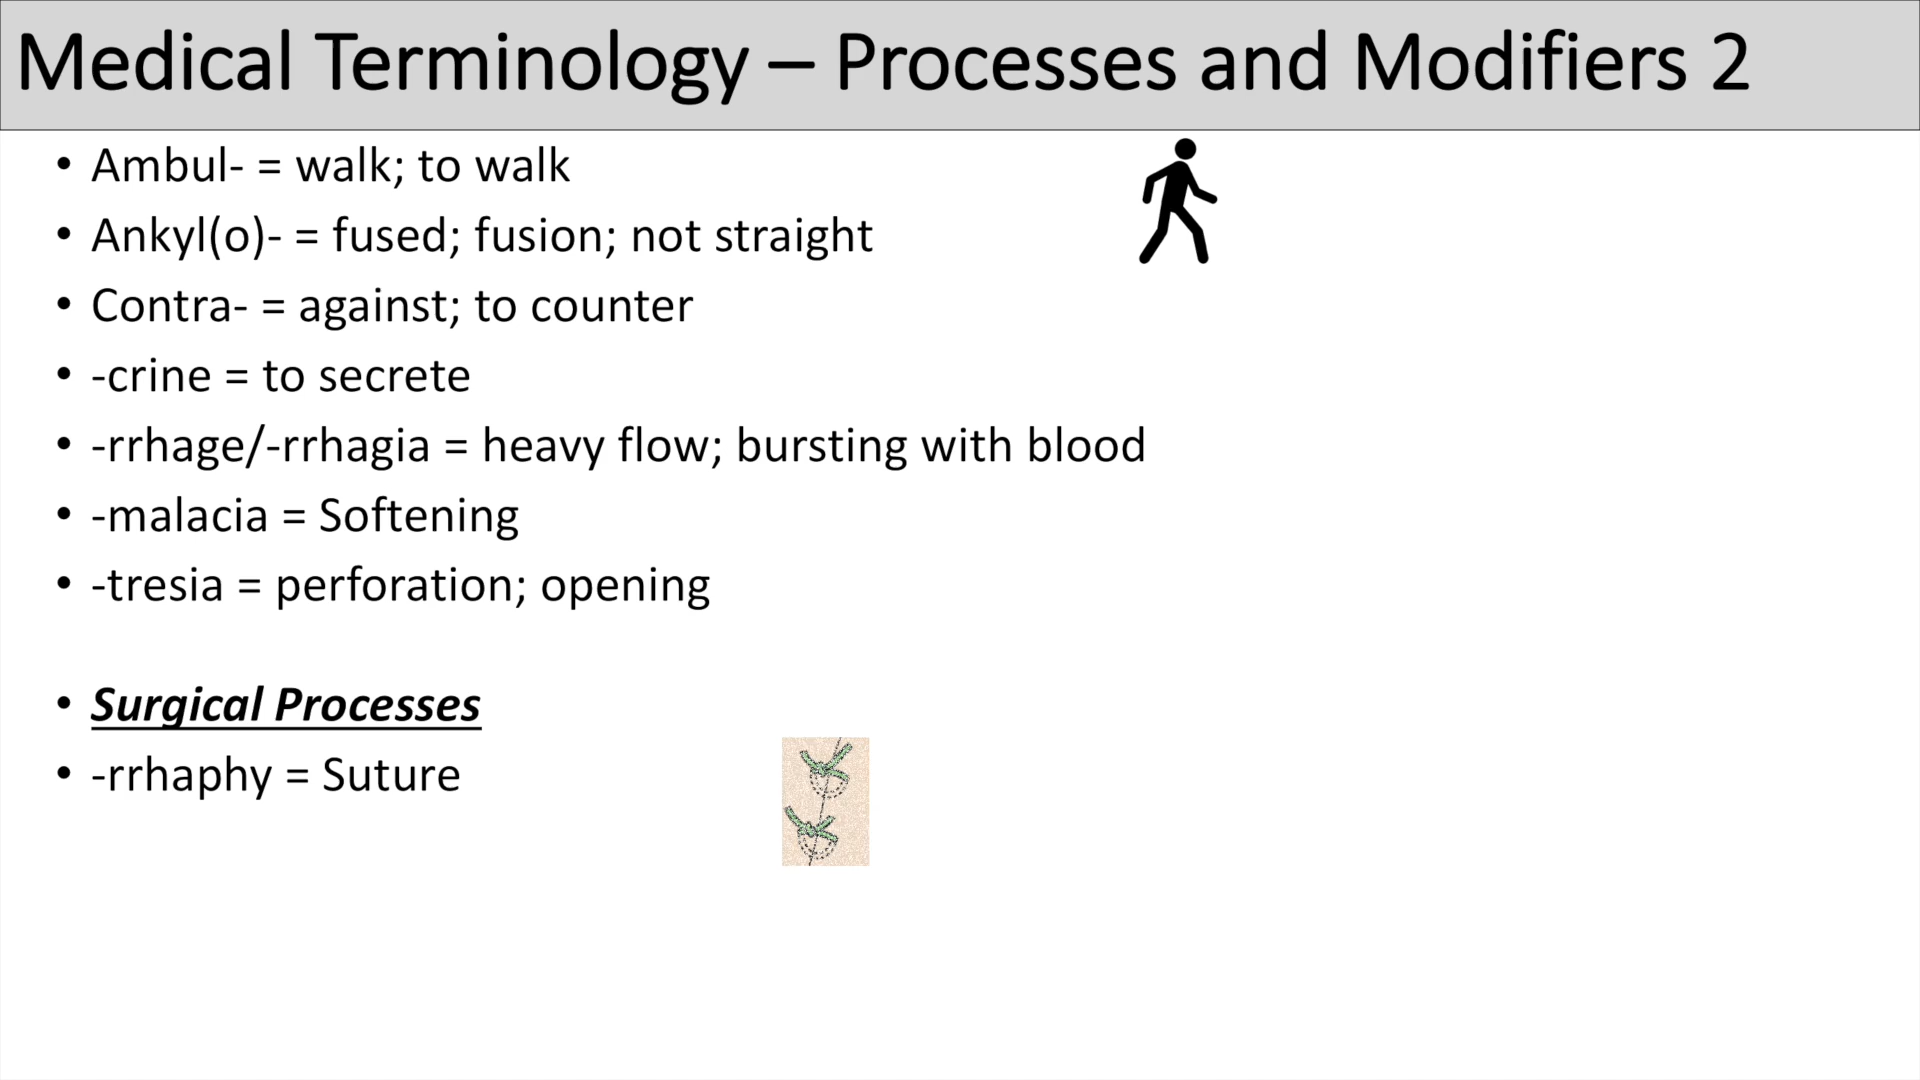 Medical Terminology – Processes and Modifiers 2
• Ambul- = walk; to walk
• Ankyl(o)- = fused; fusion; not straight
• Contra- = against; to counter
• -crine = to secrete
• -rrhage/-rrhagia = heavy flow; bursting with blood
• -malacia = Softening
• -tresia = perforation; opening
• Surgical Processes
• -rrhaphy = Suture